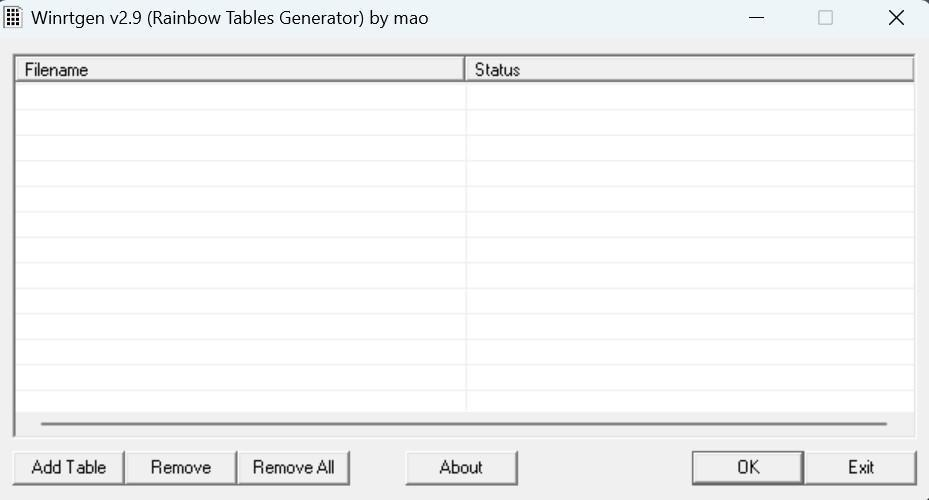 Winrtgen v2.9 (Rainbow Tables Generator) by mao
Filename Status
Add Table Remove Remove All About OK Exit